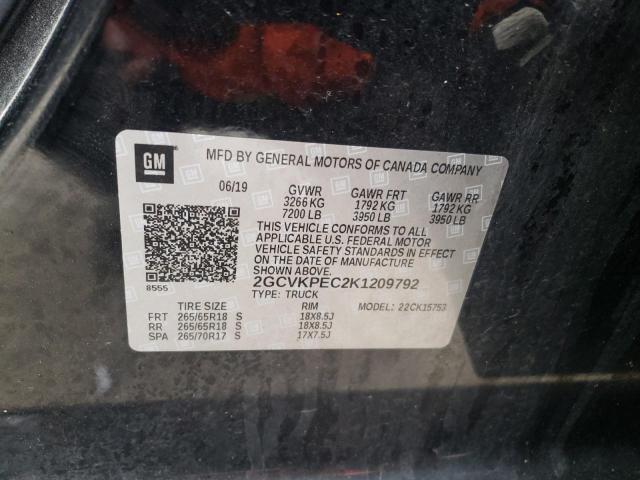 GM
MFD BY GENERAL MOTORS OF CANADA COMPANY
06/19 GVWR GAWR FRT GAWR RR
3266 KG 1792 KG 1792 KG
7200 LB 3950 LB 3950 LB
THIS VEHICLE CONFORMS TO ALL
APPLICABLE U.S. FEDERAL MOTOR
VEHICLE SAFETY STANDARDS IN
EFFECT ON THE DATE OF MANUFACTURE
SHOWN ABOVE.
8555 2GCVKPEC2K1209792
TYPE: TRUCK MODEL: 22CK15753
TIRE SIZE RIM
FRT 265/65R18 S 18X8.5J
RR 265/65R18 S 18X8.5J
SPA 265/70R17 S 17X7.5J